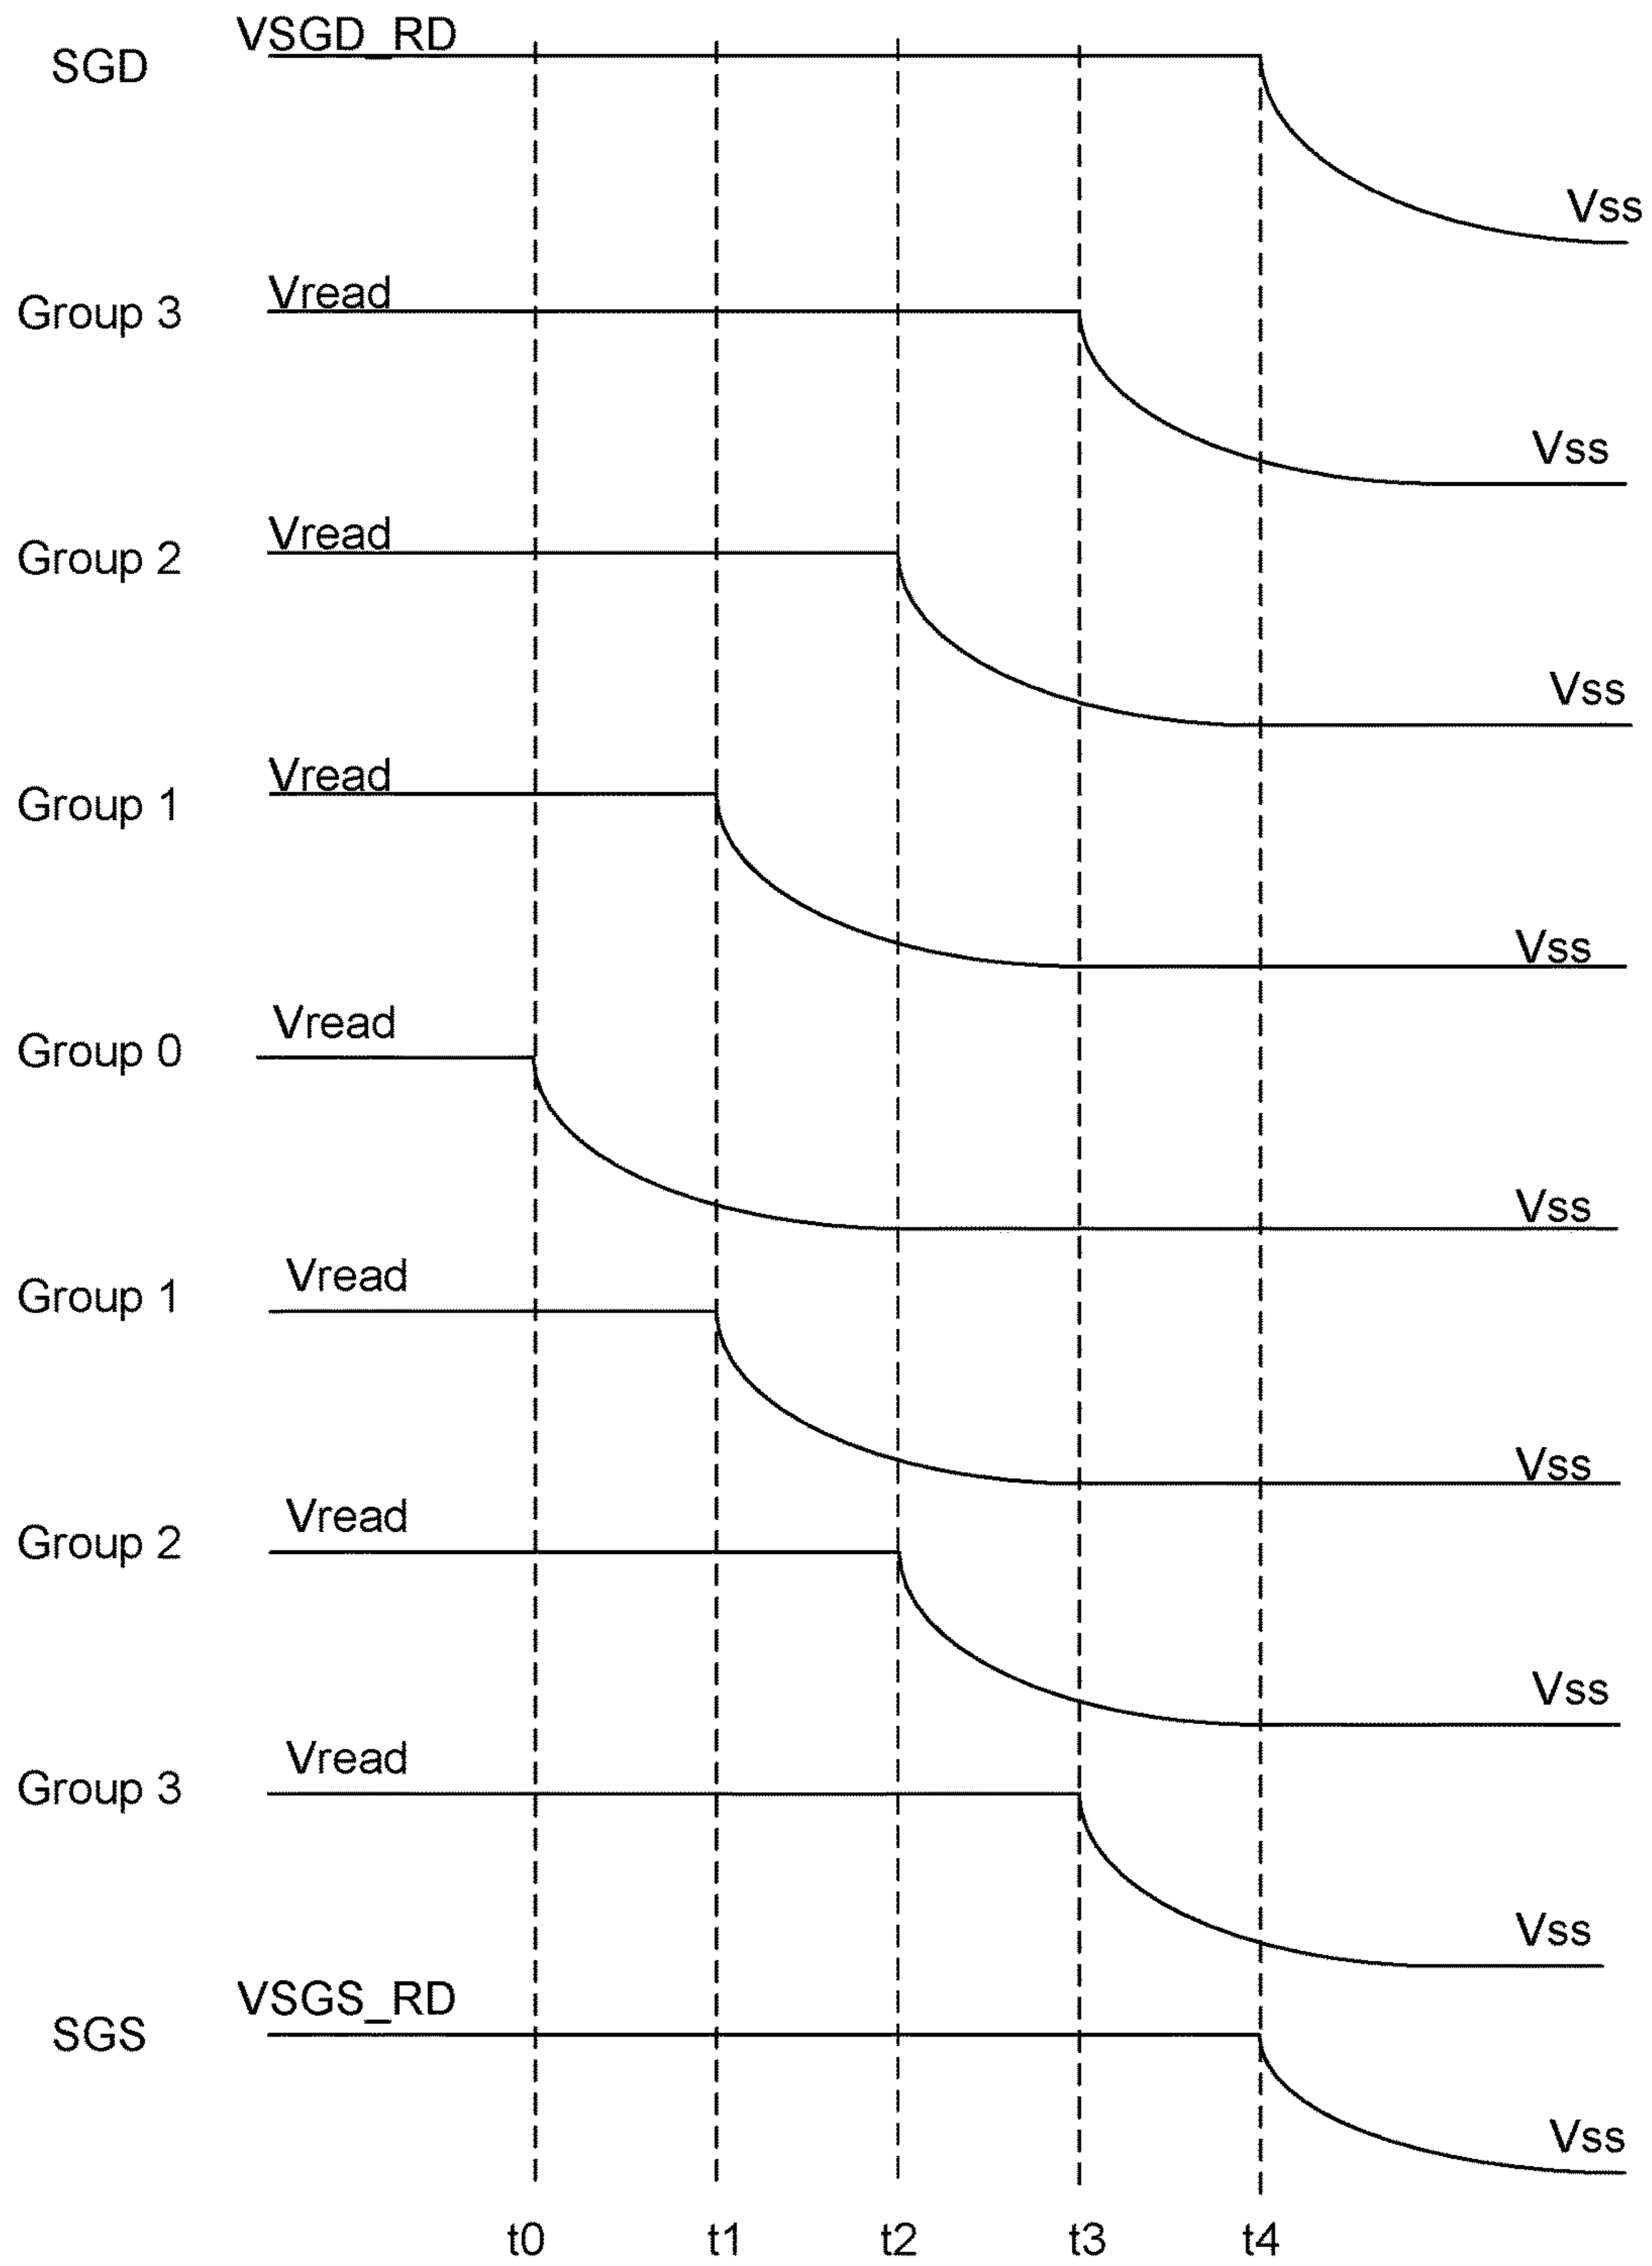 VSGD_RD
SGD
Vss
Vread
Group 3
Vss
Vread
Group 2
Vss
Vread
Group 1
Vss
Vread
Group 0
Vss
Vread
Group 1
Vss
Vread
Group 2
Vss
Vread
Group 3
Vss
VSGS_RD
SGS
Vss
t0 t1 t2 t3 t4